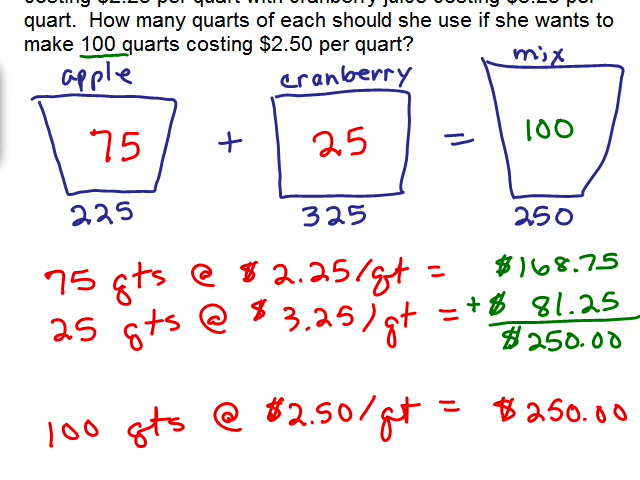 costing $2.25 per quart with cranberry juice costing $3.25 per
quart. How many quarts of each should she use if she wants to
make 100 quarts costing $2.50 per quart?
apple cranberry mix
75 + 25 = 100
225 325 250
75 qts @ $2.25/qt = $168.75
25 qts @ $3.25/qt = +$ 81.25
$250.00
100 qts @ $2.50/qt = $250.00